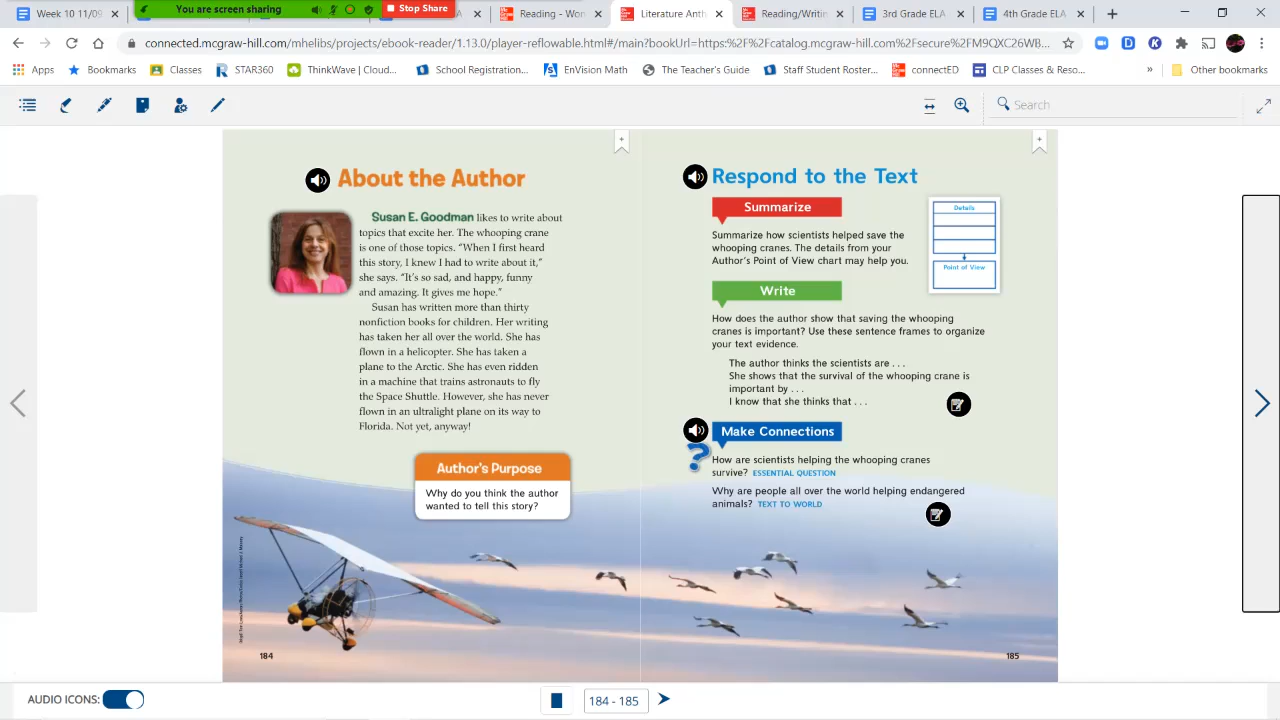 Week 10 11/09
You are screen sharing
Stop Share
Reading - Wo
Literature Anth
Reading/Writin
3rd Grade ELA
4th Grade ELA
connected.mcgraw-hill.com/mhelibs/projects/ebook-reader/1.13.0/player-reflowable.html#/main?bookUrl=https:%2F%2Fcatalog.mcgraw-hill.com%2Fsecure%2FM9QXC26WB...
Apps
Bookmarks
Classes
STAR360
ThinkWave | Cloud...
School Registration...
EnVision Math
The Teacher's Guide
Staff Student Roster...
connectED
CLP Classes & Reso...
»
Other bookmarks
Search
About the Author
Susan E. Goodman likes to write about
topics that excite her. The whooping crane
is one of those topics. "When I first heard
this story, I knew I had to write about it,"
she says. "It's so sad, and happy, funny
and amazing. It gives me hope."
Susan has written more than thirty
nonfiction books for children. Her writing
has taken her all over the world. She has
flown in a helicopter. She has taken a
plane to the Arctic. She has even ridden
in a machine that trains astronauts to fly
the Space Shuttle. However, she has never
flown in an ultralight plane on its way to
Florida. Not yet, anyway!
Author's Purpose
Why do you think the author
wanted to tell this story?
184
Respond to the Text
Summarize
Summarize how scientists helped save the
whooping cranes. The details from your
Author's Point of View chart may help you.
Details
Point of View
Write
How does the author show that saving the whooping
cranes is important? Use these sentence frames to organize
your text evidence.
The author thinks the scientists are . . .
She shows that the survival of the whooping crane is
important by . . .
I know that she thinks that . . .
Make Connections
?
How are scientists helping the whooping cranes
survive? ESSENTIAL QUESTION
Why are people all over the world helping endangered
animals? TEXT TO WORLD
185
AUDIO ICONS:
184 - 185